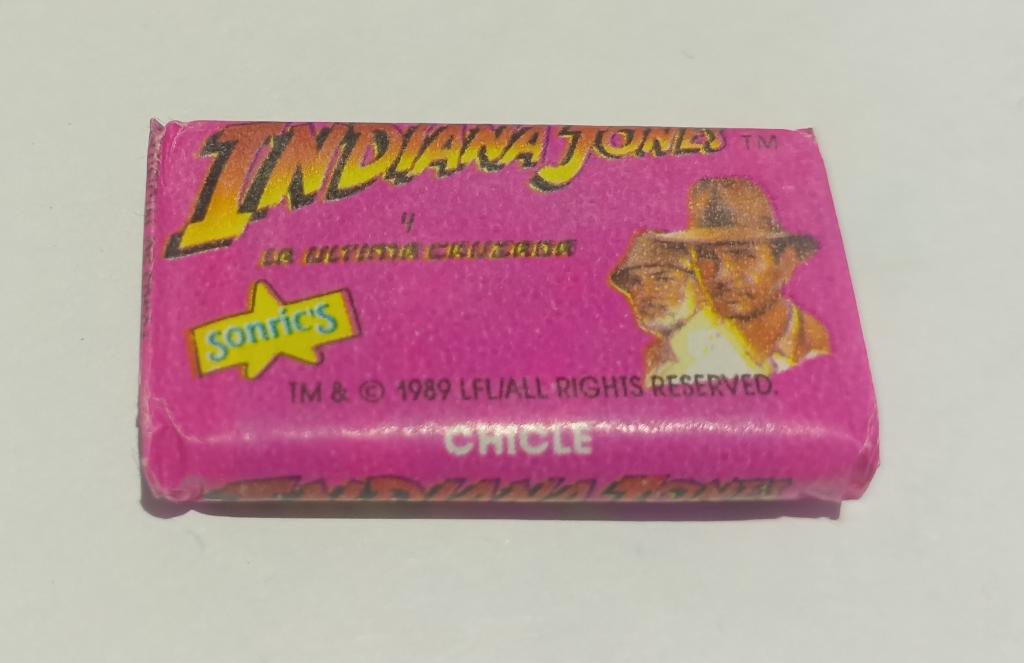 INDIANA JONES TM
y
LA ULTIMA CRUZADA
sonric's
TM & © 1989 LFL/ALL RIGHTS RESERVED.
CHICLE
INDIANA JONES